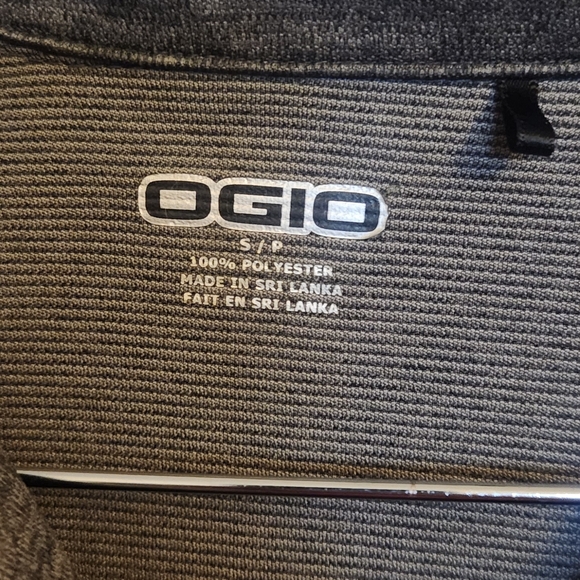 OGIO
S / P
100% POLYESTER
MADE IN SRI LANKA
FAIT EN SRI LANKA